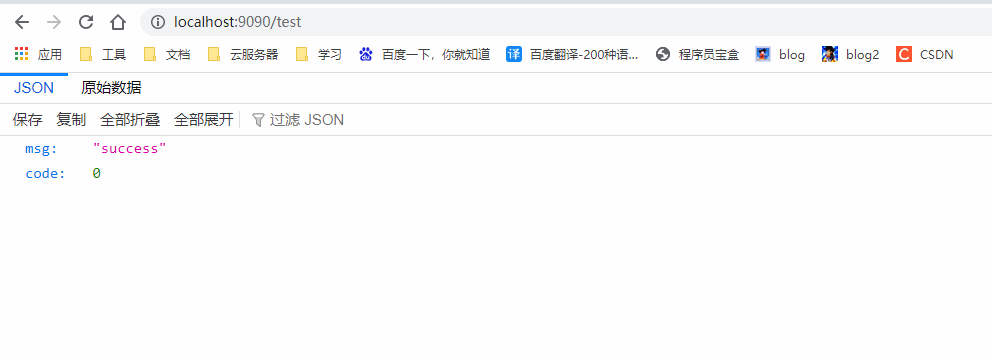 localhost:9090/test
应用 工具 文档 云服务器 学习 百度一下，你就知道 译 百度翻译-200种语... 程序员宝盒 blog blog2 C CSDN
JSON 原始数据
保存 复制 全部折叠 全部展开 过滤 JSON
msg: "success"
code: 0